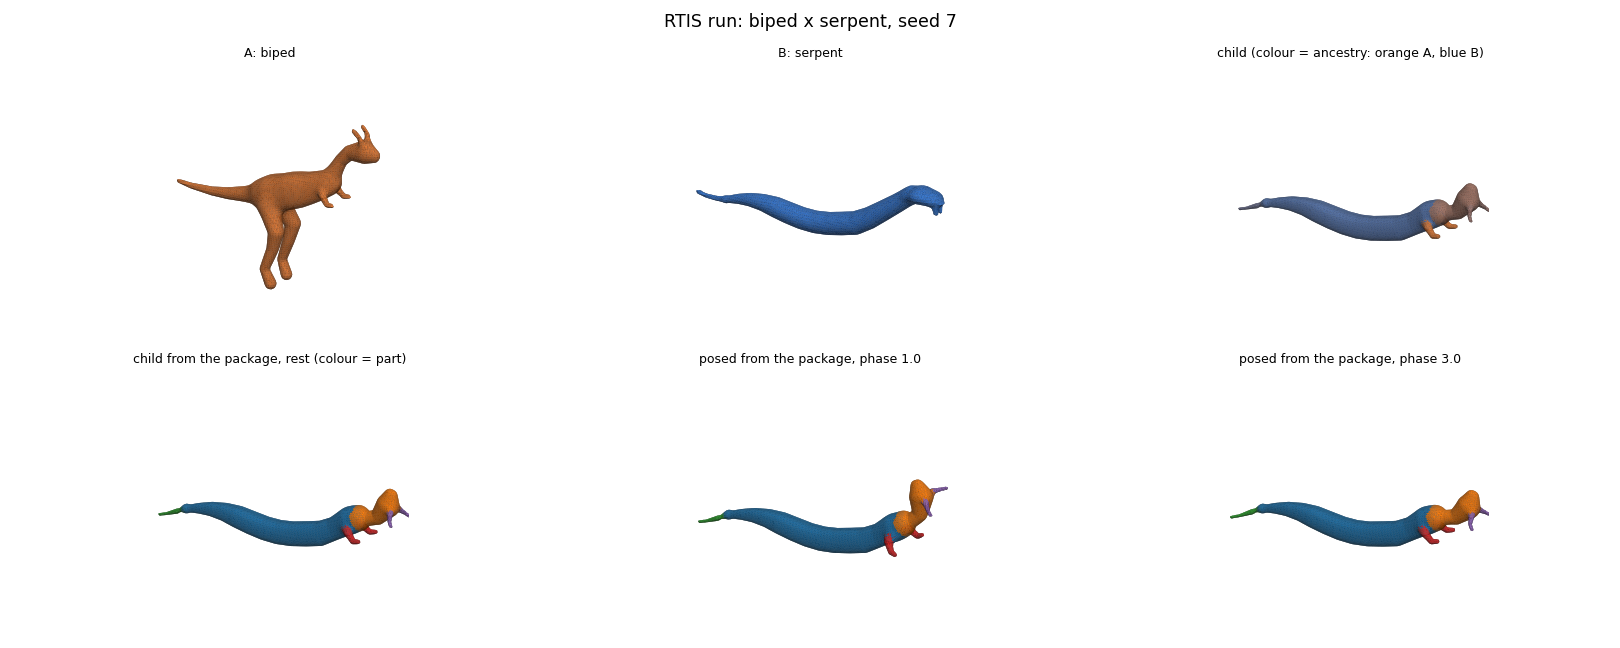 RTIS run: biped x serpent, seed 7
A: biped
B: serpent
child (colour = ancestry: orange A, blue B)
child from the package, rest (colour = part)
posed from the package, phase 1.0
posed from the package, phase 3.0